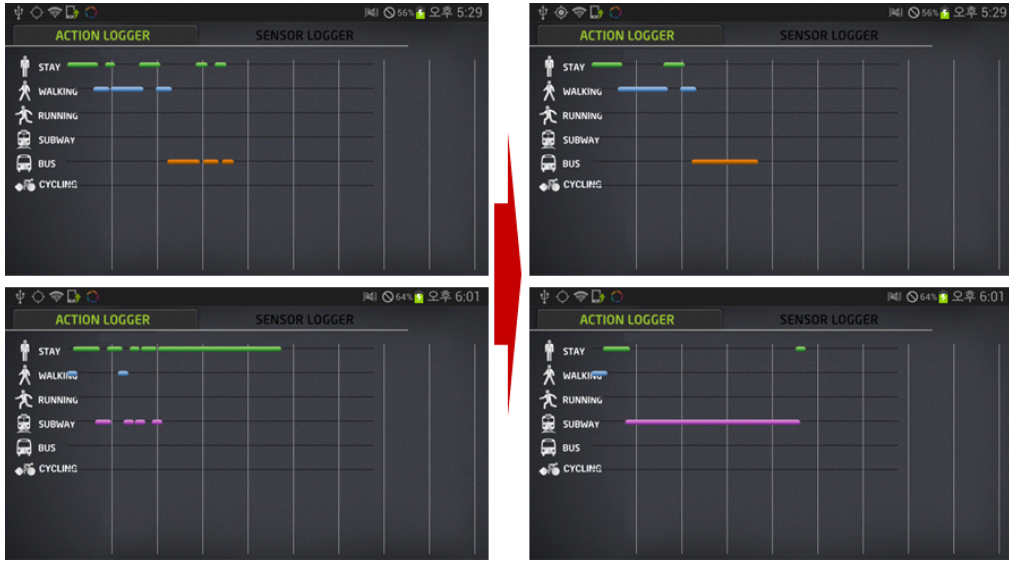 56% 오후 5:29
ACTION LOGGER SENSOR LOGGER
STAY
WALKING
RUNNING
SUBWAY
BUS
CYCLING
56% 오후 5:29
ACTION LOGGER SENSOR LOGGER
STAY
WALKING
RUNNING
SUBWAY
BUS
CYCLING
64% 오후 6:01
ACTION LOGGER SENSOR LOGGER
STAY
WALKING
RUNNING
SUBWAY
BUS
CYCLING
64% 오후 6:01
ACTION LOGGER SENSOR LOGGER
STAY
WALKING
RUNNING
SUBWAY
BUS
CYCLING